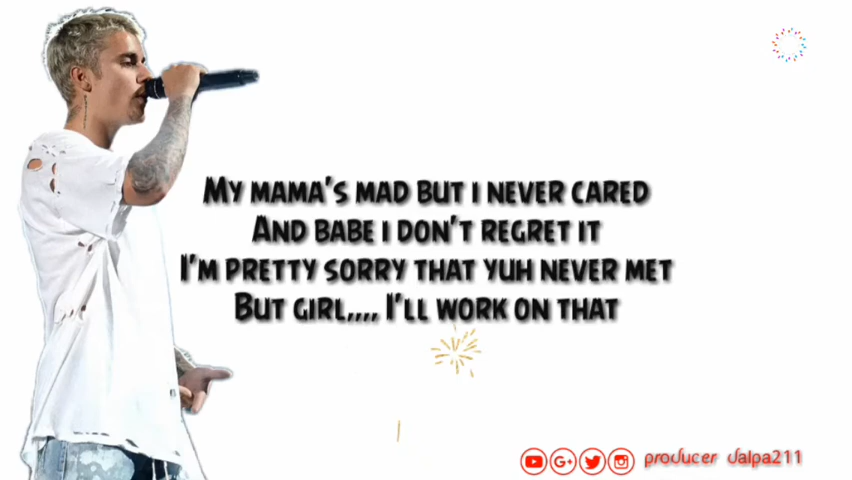 My mama's mad but i never cared
And babe i don't regret it
I'm pretty sorry that yuh never met
But girl,,,, I'll work on that
producer Jalpa211